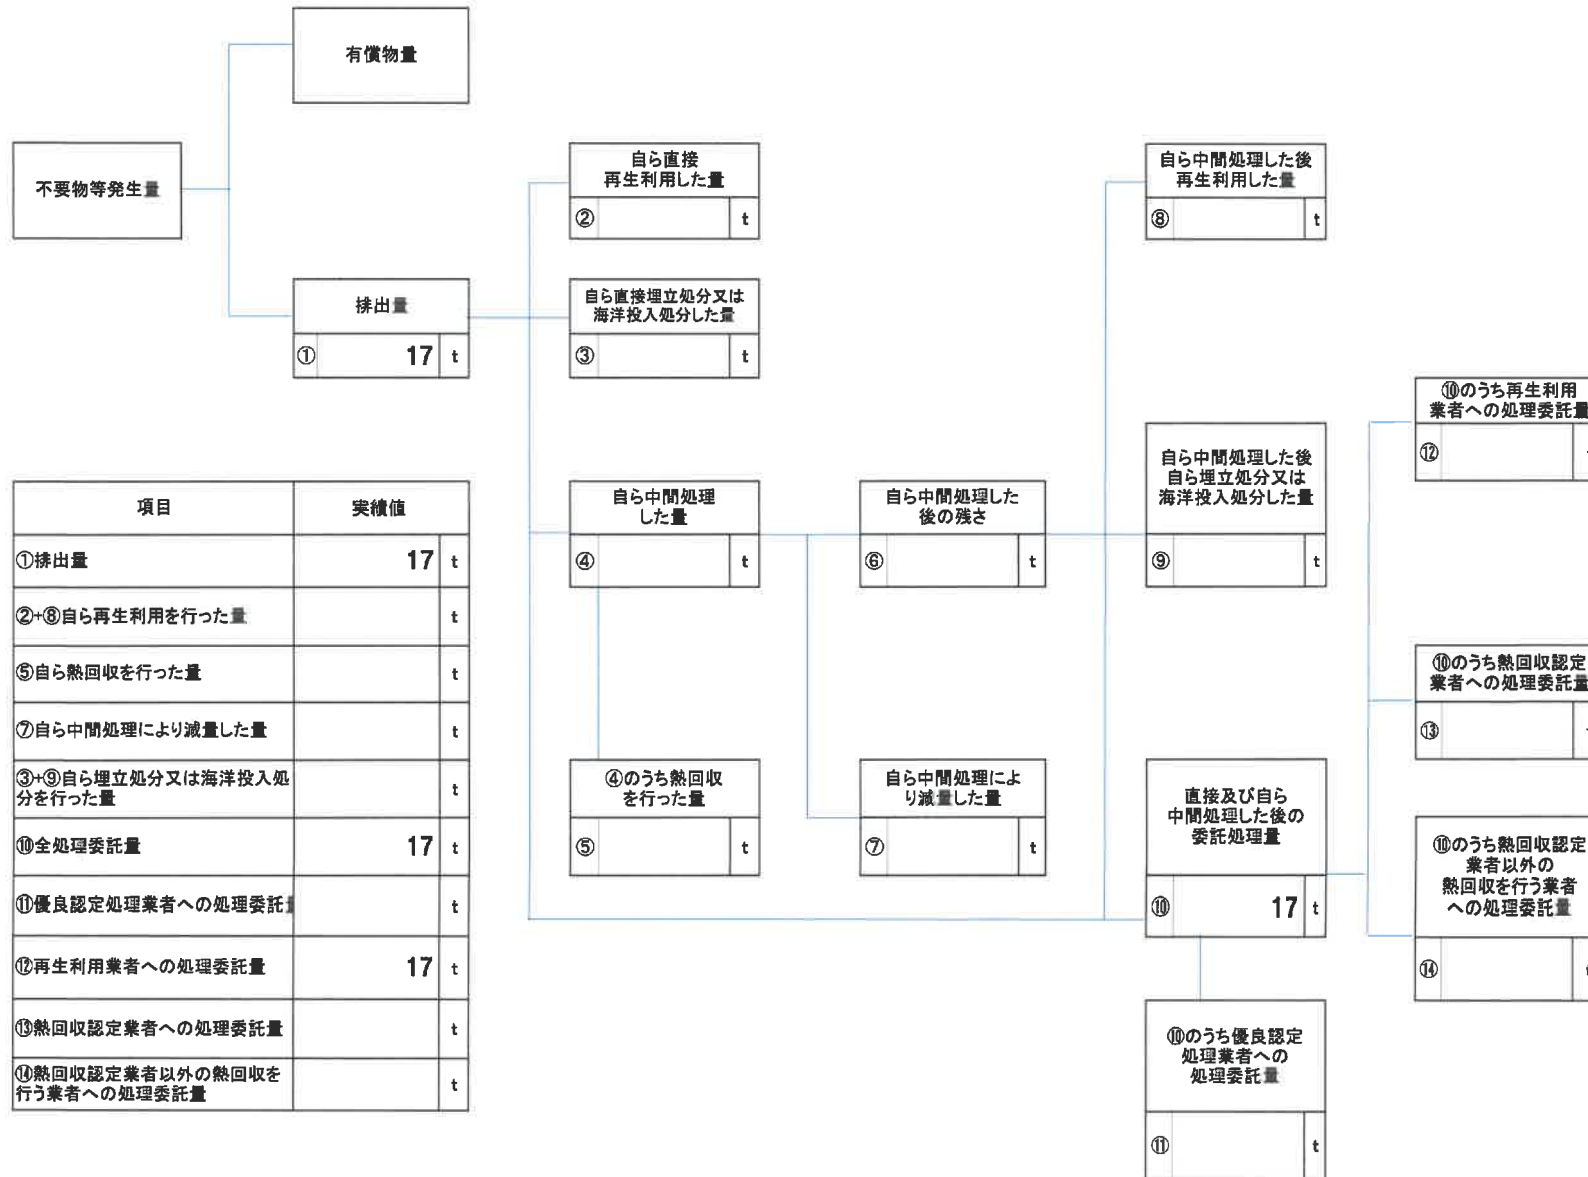 有償物量
不要物等発生量
排出量
① 17 t
自ら直接
再生利用した量
② t
自ら直接埋立処分又は
海洋投入処分した量
③ t
自ら中間処理
した量
④ t
④のうち熱回収
を行った量
⑤ t
自ら中間処理した
後の残さ
⑥ t
自ら中間処理によ
り減量した量
⑦ t
自ら中間処理した後
再生利用した量
⑧ t
自ら中間処理した後
自ら埋立処分又は
海洋投入処分した量
⑨ t
直接及び自ら
中間処理した後の
委託処理量
⑩ 17 t
⑩のうち優良認定
処理業者への
処理委託量
⑪ t
⑩のうち再生利用
業者への処理委託量
⑫
⑩のうち熱回収認定
業者への処理委託量
⑬
⑩のうち熱回収認定
業者以外の
熱回収を行う業者
への処理委託量
⑭ t
項目 実績値
①排出量 17 t
②+⑧自ら再生利用を行った量 t
⑤自ら熱回収を行った量 t
⑦自ら中間処理により減量した量 t
③+⑨自ら埋立処分又は海洋投入処
分を行った量 t
⑩全処理委託量 17 t
⑪優良認定処理業者への処理委託量 t
⑫再生利用業者への処理委託量 17 t
⑬熱回収認定業者への処理委託量 t
⑭熱回収認定業者以外の熱回収を
行う業者への処理委託量 t